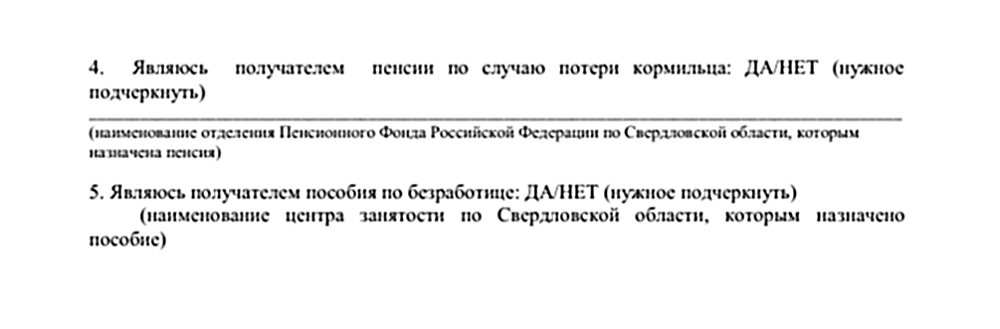 4. Являюсь получателем пенсии по случаю потери кормильца: ДА/НЕТ (нужное
подчеркнуть)
(наименование отделения Пенсионного Фонда Российской Федерации по Свердловской области, которым
назначена пенсия)
5. Являюсь получателем пособия по безработице: ДА/НЕТ (нужное подчеркнуть)
(наименование центра занятости по Свердловской области, которым назначено
пособие)